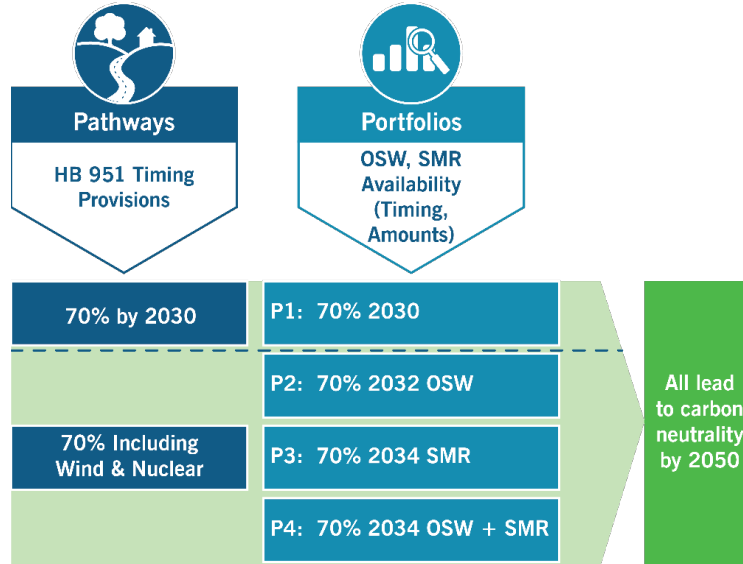 Pathways
HB 951 Timing
Provisions
Portfolios
OSW, SMR
Availability
(Timing,
Amounts)
70% by 2030
P1: 70% 2030
P2: 70% 2032 OSW
70% Including
Wind & Nuclear
P3: 70% 2034 SMR
P4: 70% 2034 OSW + SMR
All lead
to carbon
neutrality
by 2050